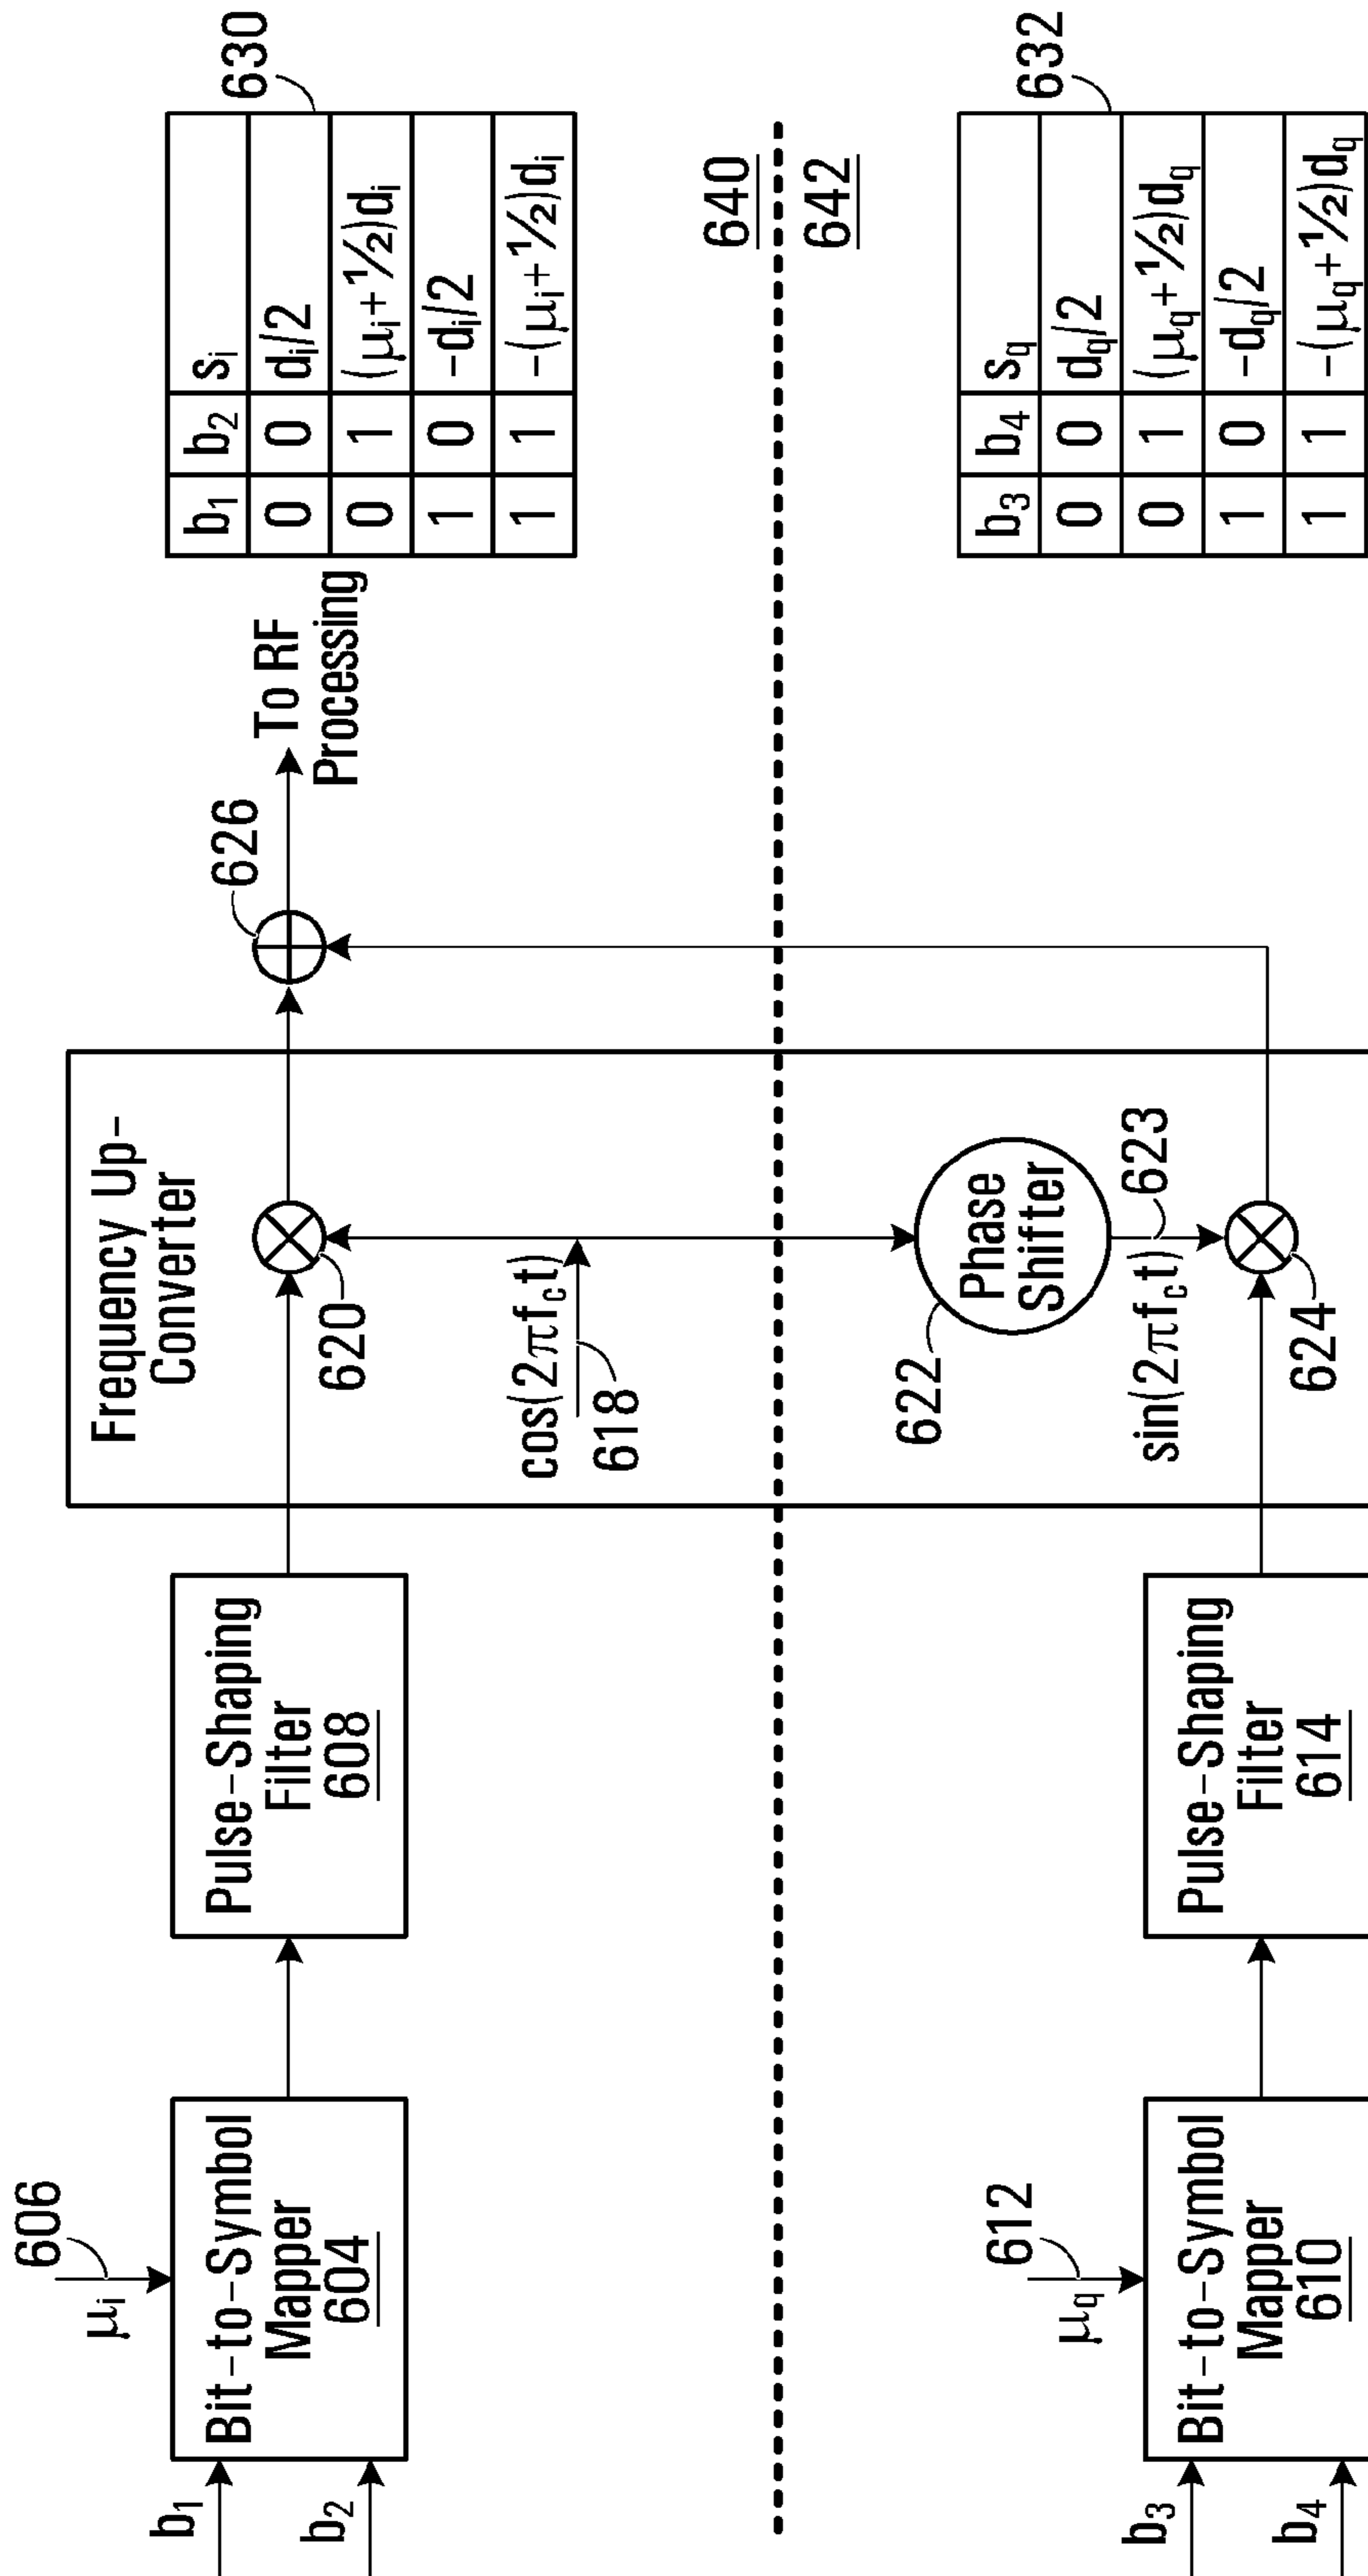 606
μi
b1
b2
Bit-to-Symbol
Mapper
604
Pulse-Shaping
Filter
608
Frequency Up-
Converter
620
cos(2πfct)
618
626
To RF
Processing
630
b1 b2 si
0 0 di/2
0 1 (μi+½)di
1 0 -di/2
1 1 -(μi+½)di
640
642
612
μq
b3
b4
Bit-to-Symbol
Mapper
610
Pulse-Shaping
Filter
614
622
Phase
Shifter
623
sin(2πfct)
624
632
b3 b4 sq
0 0 dq/2
0 1 (μq+½)dq
1 0 -dq/2
1 1 -(μq+½)dq